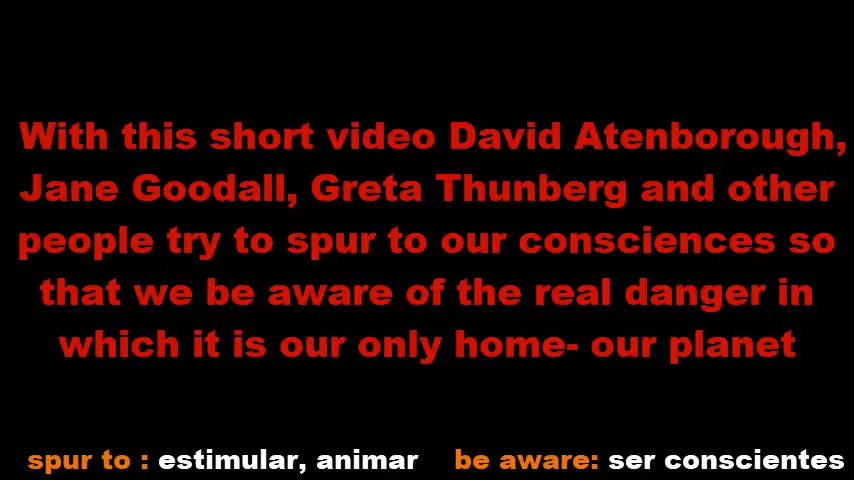 With this short video David Atenborough,
Jane Goodall, Greta Thunberg and other
people try to spur to our consciences so
that we be aware of the real danger in
which it is our only home- our planet
spur to : estimular, animar be aware: ser conscientes